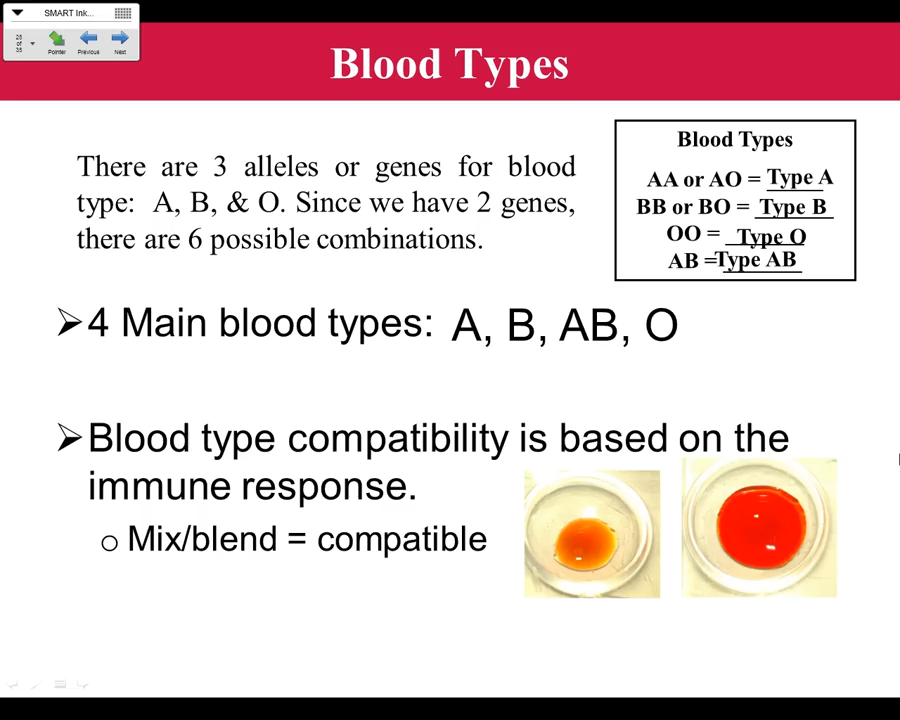 SMART Ink...
28
of
35
Pointer
Previous
Next
Blood Types
There are 3 alleles or genes for blood
type: A, B, & O. Since we have 2 genes,
there are 6 possible combinations.
Blood Types
AA or AO = Type A
BB or BO = Type B
OO = Type O
AB =Type AB
➢4 Main blood types: A, B, AB, O
➢Blood type compatibility is based on the
immune response.
o Mix/blend = compatible